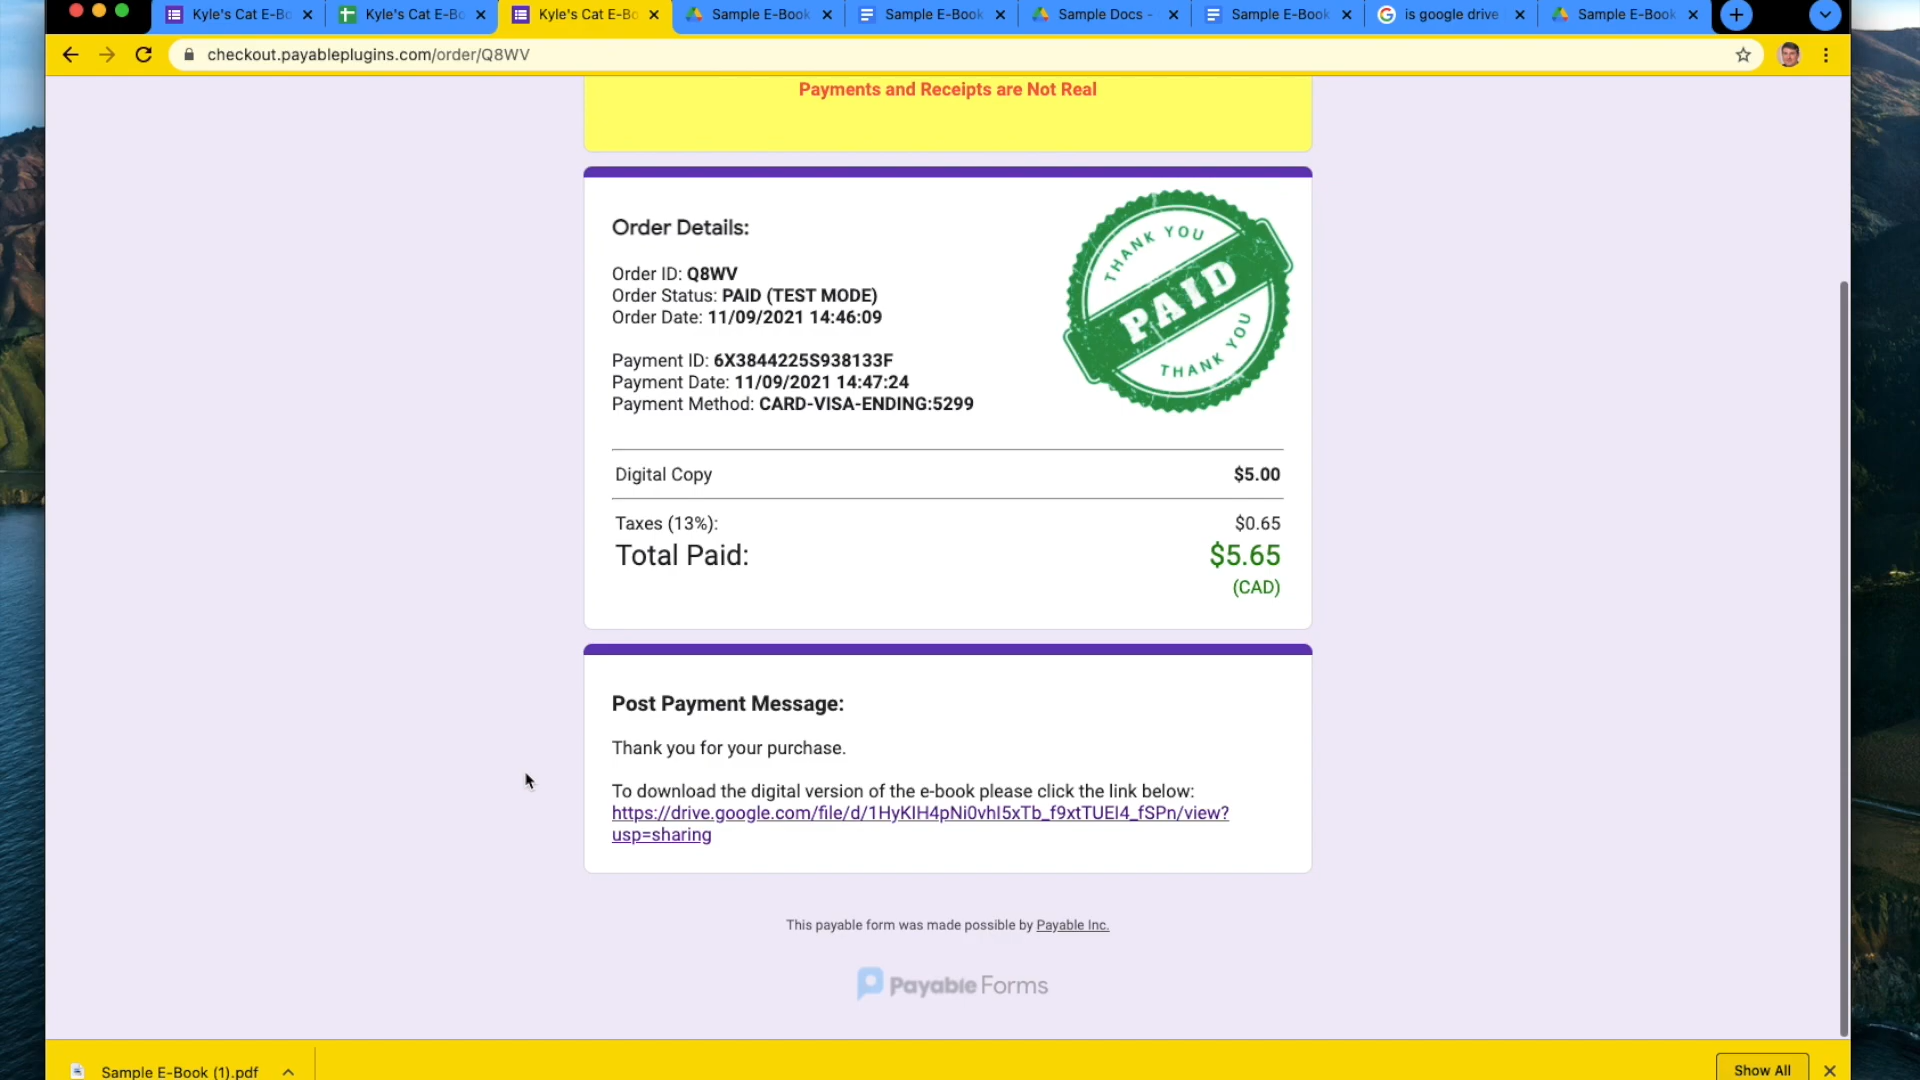 Kyle's Cat E-Bo
Kyle's Cat E-Bo
Kyle's Cat E-Bo
Sample E-Book
Sample E-Book
Sample Docs -
Sample E-Book
is google drive
Sample E-Book
checkout.payableplugins.com/order/Q8WV
Payments and Receipts are Not Real
Order Details:
Order ID: Q8WV
Order Status: PAID (TEST MODE)
Order Date: 11/09/2021 14:46:09
Payment ID: 6X3844225S938133F
Payment Date: 11/09/2021 14:47:24
Payment Method: CARD-VISA-ENDING:5299
THANK YOU
PAID
THANK YOU
Digital Copy $5.00
Taxes (13%): $0.65
Total Paid: $5.65
(CAD)
Post Payment Message:
Thank you for your purchase.
To download the digital version of the e-book please click the link below:
https://drive.google.com/file/d/1HyKlH4pNi0vhl5xTb_f9xtTUEI4_fSPn/view?
usp=sharing
This payable form was made possible by Payable Inc.
Payable Forms
Sample E-Book (1).pdf
Show All